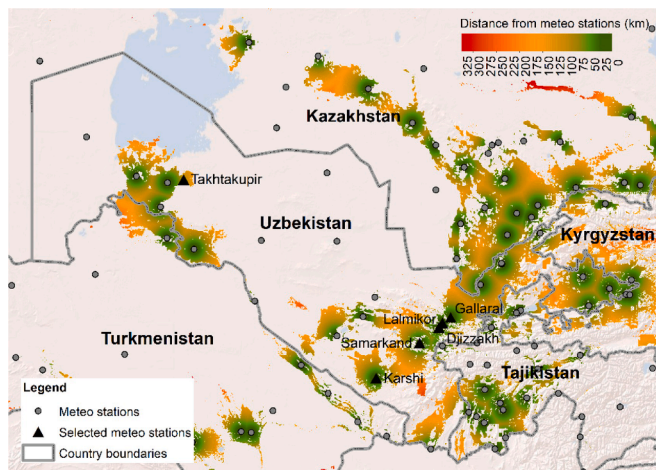 Distance from meteo stations (km)
325
300
275
250
225
200
175
150
125
100
75
50
25
0
Kazakhstan
Takhtakupir
Uzbekistan
Kyrgyzstan
Gallaral
Lalmikor
Djizzakh
Turkmenistan
Samarkand
Tajikistan
Karshi
Legend
Meteo stations
Selected meteo stations
Country boundaries